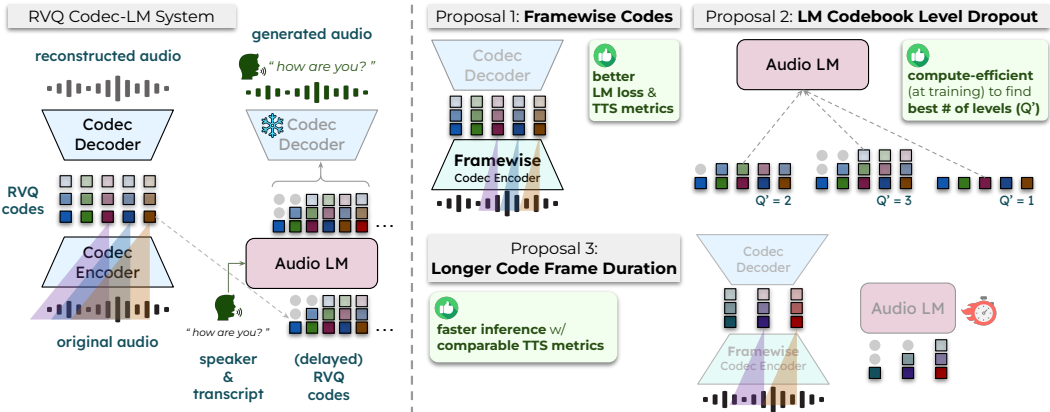 RVQ Codec-LM System
reconstructed audio
Codec
Decoder
RVQ
codes
Codec
Encoder
original audio
generated audio
“ how are you? ”
Codec
Decoder
...
Audio LM
“ how are you? ”
...
speaker
&
transcript
(delayed)
RVQ
codes
Proposal 1: Framewise Codes
Codec
Decoder
Framewise
Codec Encoder
better
LM loss &
TTS metrics
Proposal 2: LM Codebook Level Dropout
Audio LM
compute-efficient
(at training) to find
best # of levels (Q’)
Q’ = 2
Q’ = 3
Q’ = 1
Proposal 3:
Longer Code Frame Duration
faster inference w/
comparable TTS metrics
Codec
Decoder
Framewise
Codec Encoder
Audio LM